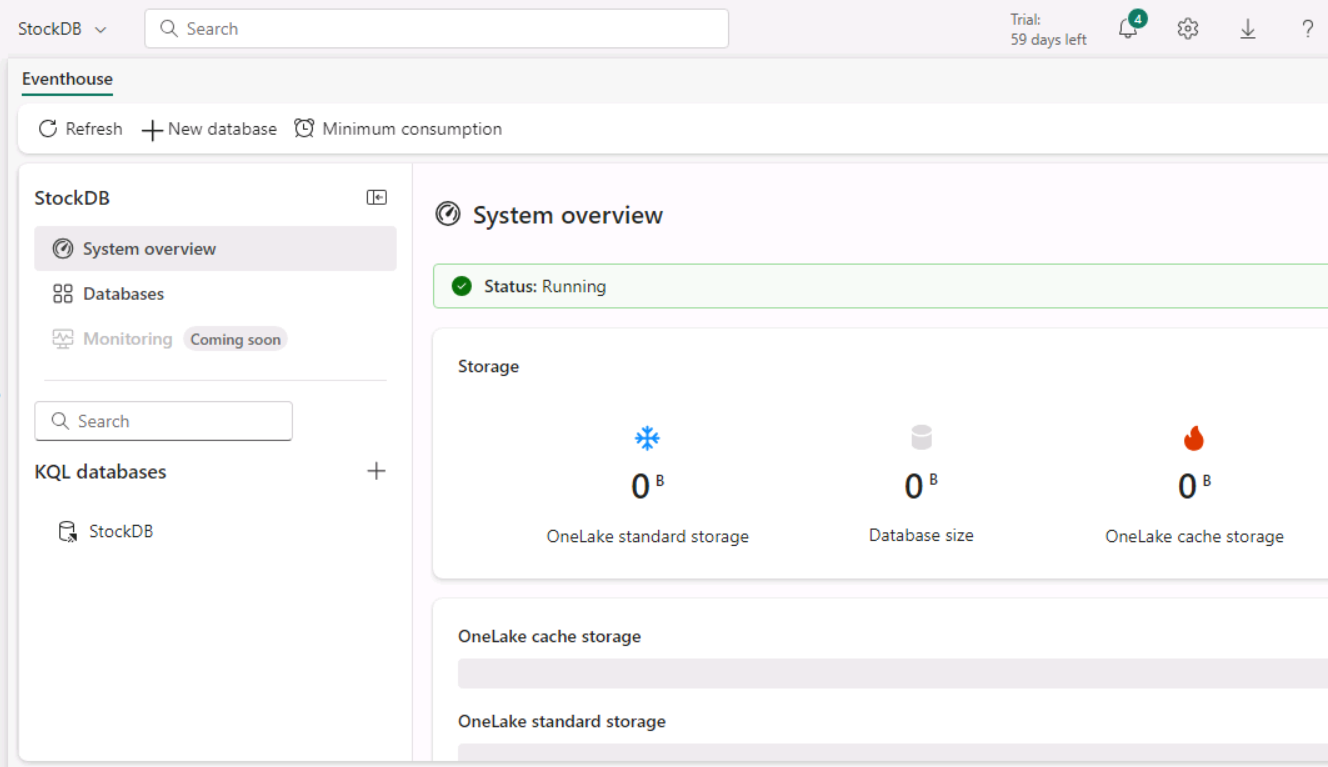 StockDB
Search
Trial:
59 days left
4
?
Eventhouse
Refresh
New database
Minimum consumption
StockDB
System overview
Databases
Monitoring Coming soon
Search
KQL databases
StockDB
System overview
Status: Running
Storage
0 B
OneLake standard storage
0 B
Database size
0 B
OneLake cache storage
OneLake cache storage
OneLake standard storage